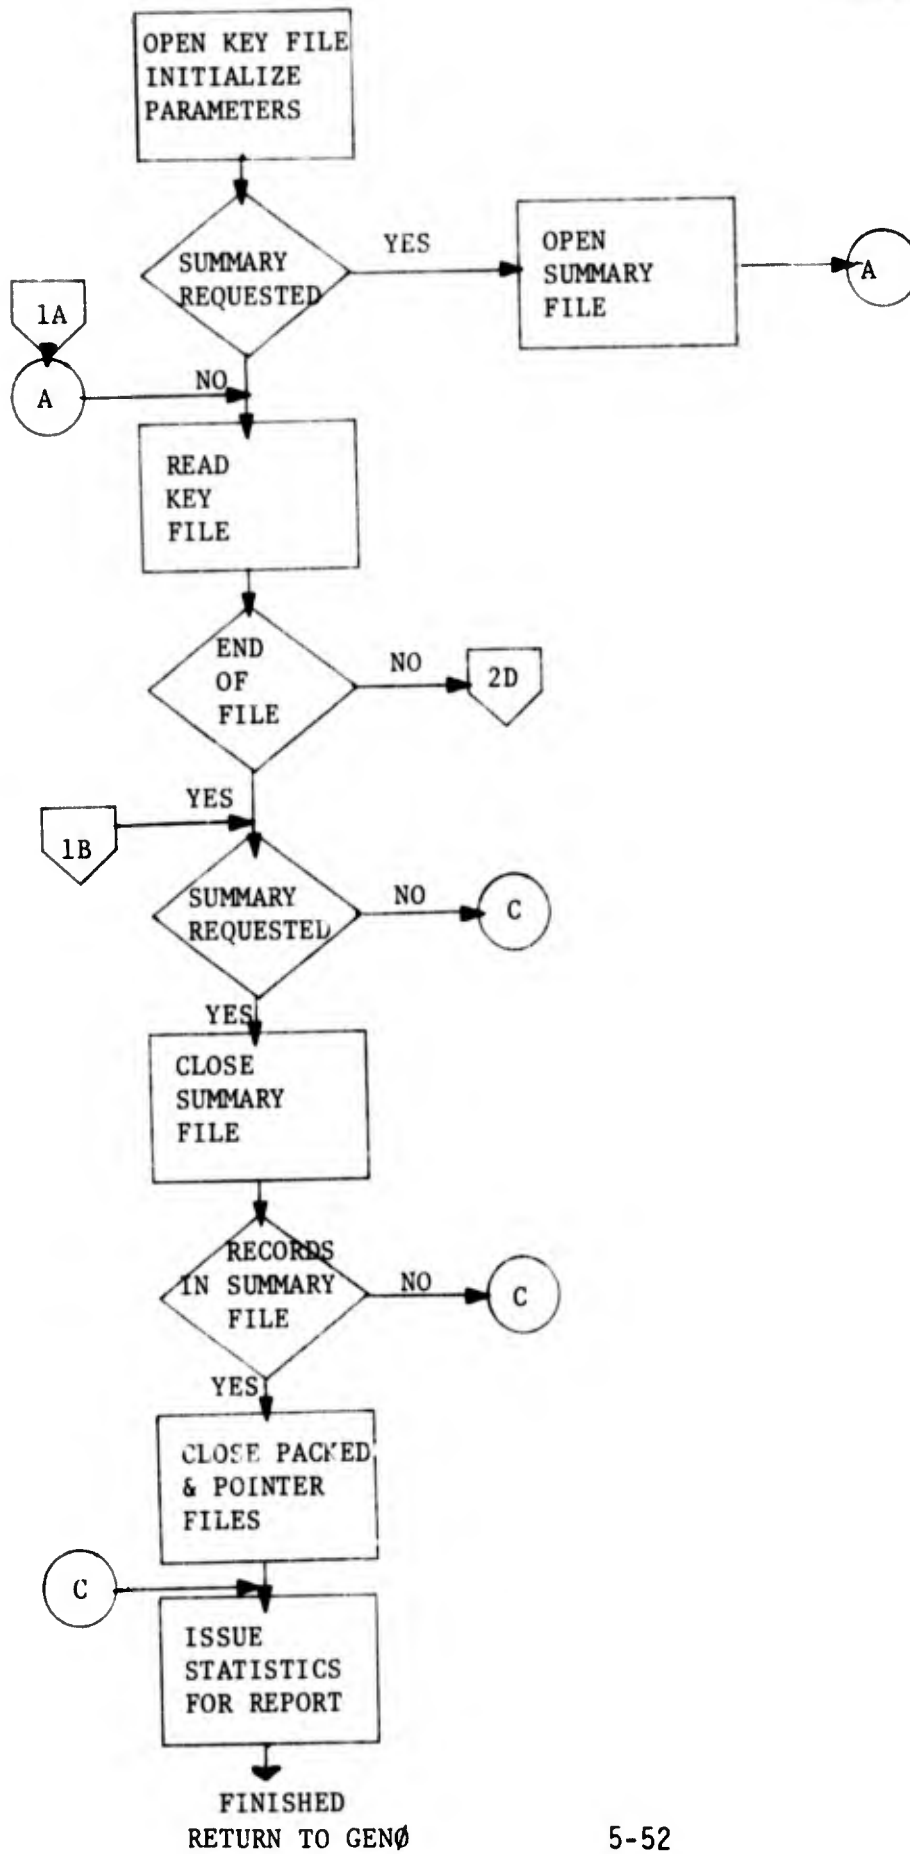 OPEN KEY FILE
INITIALIZE
PARAMETERS
SUMMARY
REQUESTED
YES
OPEN
SUMMARY
FILE
A
1A
A
NO
READ
KEY
FILE
END
OF
FILE
NO
2D
YES
1B
SUMMARY
REQUESTED
NO
C
YES
CLOSE
SUMMARY
FILE
RECORDS
IN SUMMARY
FILE
NO
C
YES
CLOSE PACKED
& POINTER
FILES
C
ISSUE
STATISTICS
FOR REPORT
FINISHED
RETURN TO GENØ
5-52